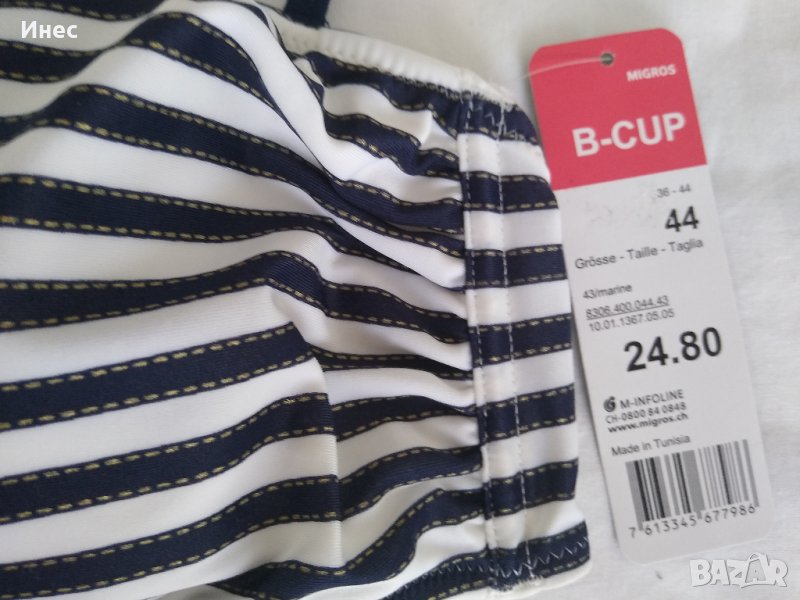 Инес
MIGROS
B-CUP
36 - 44
44
Grösse - Taille - Taglia
43/marine
8306.400.044.43
10.01.1367.05.05
24.80
M-INFOLINE
CH-0800 84 0848
www.migros.ch
Made in Tunisia
7 613345 677986
BAZAR